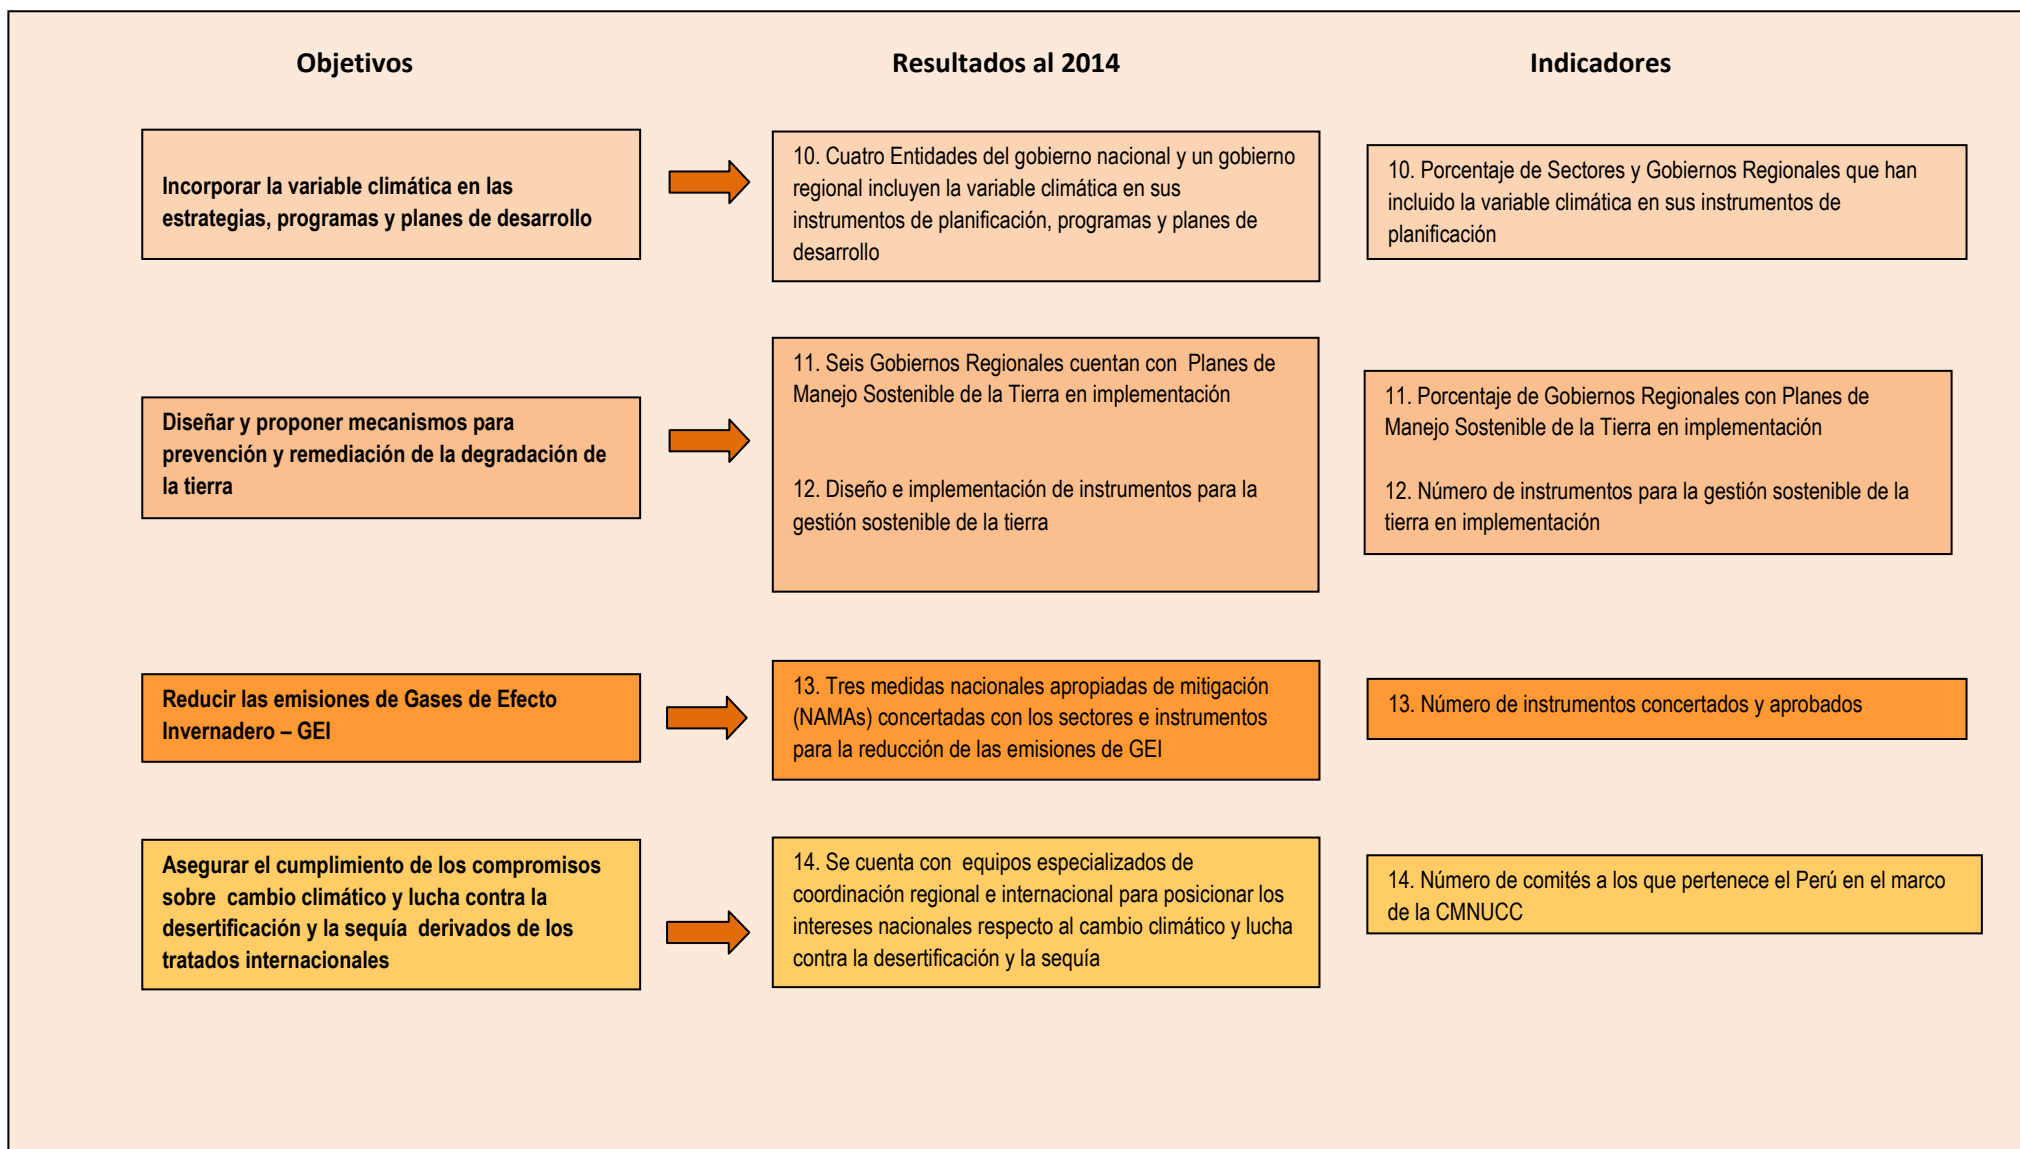 Objetivos
Resultados al 2014
Indicadores
Incorporar la variable climática en las
estrategias, programas y planes de desarrollo
10. Cuatro Entidades del gobierno nacional y un gobierno
regional incluyen la variable climática en sus
instrumentos de planificación, programas y planes de
desarrollo
10. Porcentaje de Sectores y Gobiernos Regionales que han
incluido la variable climática en sus instrumentos de
planificación
Diseñar y proponer mecanismos para
prevención y remediación de la degradación de
la tierra
11. Seis Gobiernos Regionales cuentan con  Planes de
Manejo Sostenible de la Tierra en implementación
12. Diseño e implementación de instrumentos para la
gestión sostenible de la tierra
11. Porcentaje de Gobiernos Regionales con Planes de
Manejo Sostenible de la Tierra en implementación
12. Número de instrumentos para la gestión sostenible de la
tierra en implementación
Reducir las emisiones de Gases de Efecto
Invernadero – GEI
13. Tres medidas nacionales apropiadas de mitigación
(NAMAs) concertadas con los sectores e instrumentos
para la reducción de las emisiones de GEI
13. Número de instrumentos concertados y aprobados
Asegurar el cumplimiento de los compromisos
sobre  cambio climático y lucha contra la
desertificación y la sequía  derivados de los
tratados internacionales
14. Se cuenta con  equipos especializados de
coordinación regional e internacional para posicionar los
intereses nacionales respecto al cambio climático y lucha
contra la desertificación y la sequía
14. Número de comités a los que pertenece el Perú en el marco
de la CMNUCC